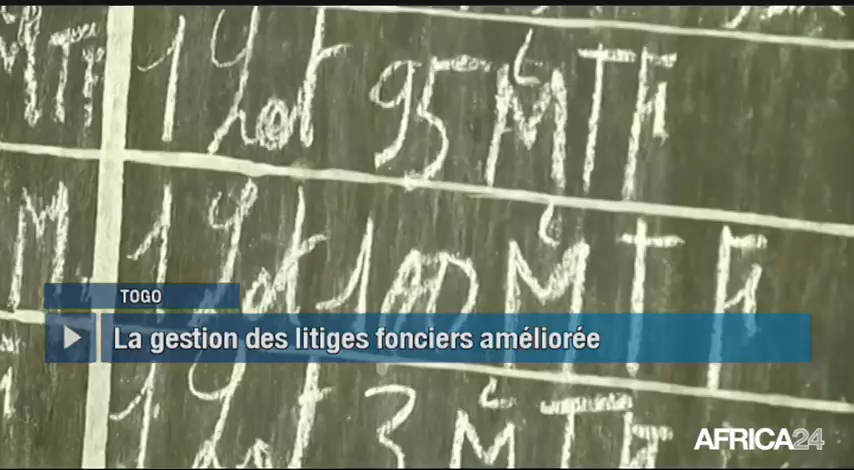 MTF 1 Lot 95 MTF
M. 1 Lot 100 M T F
TOGO
La gestion des litiges fonciers améliorée
1 Lot 3 MTF
AFRICA24